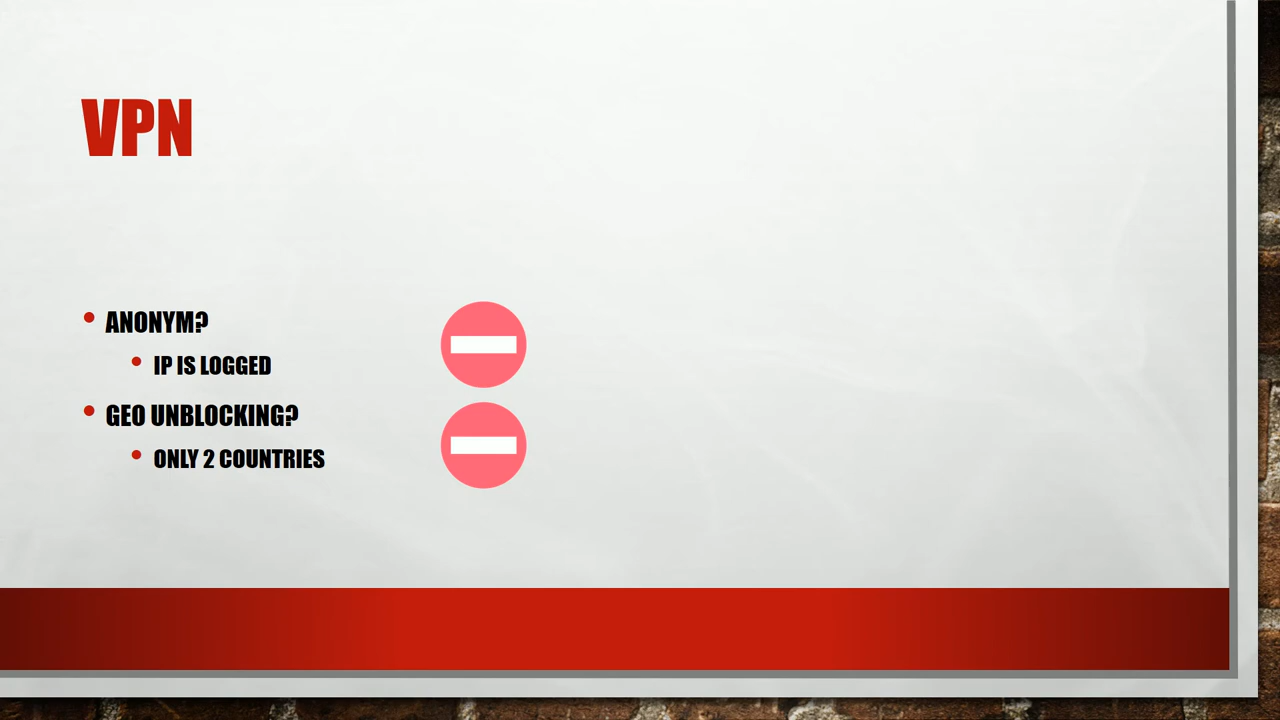 VPN
ANONYM?
IP IS LOGGED
GEO UNBLOCKING?
ONLY 2 COUNTRIES